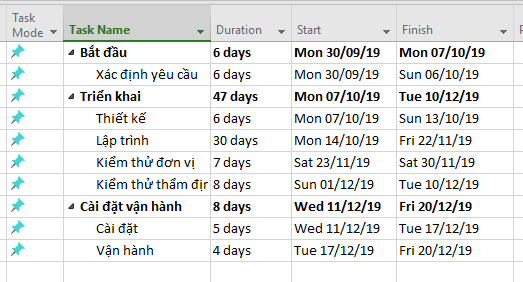 Task Mode Task Name Duration Start Finish
Bắt đầu 6 days Mon 30/09/19 Mon 07/10/19
Xác định yêu cầu 6 days Mon 30/09/19 Sun 06/10/19
Triển khai 47 days Mon 07/10/19 Tue 10/12/19
Thiết kế 6 days Mon 07/10/19 Sun 13/10/19
Lập trình 30 days Mon 14/10/19 Fri 22/11/19
Kiểm thử đơn vị 7 days Sat 23/11/19 Sat 30/11/19
Kiểm thử thẩm địr 8 days Sun 01/12/19 Tue 10/12/19
Cài đặt vận hành 8 days Wed 11/12/19 Fri 20/12/19
Cài đặt 5 days Wed 11/12/19 Tue 17/12/19
Vận hành 4 days Tue 17/12/19 Fri 20/12/19